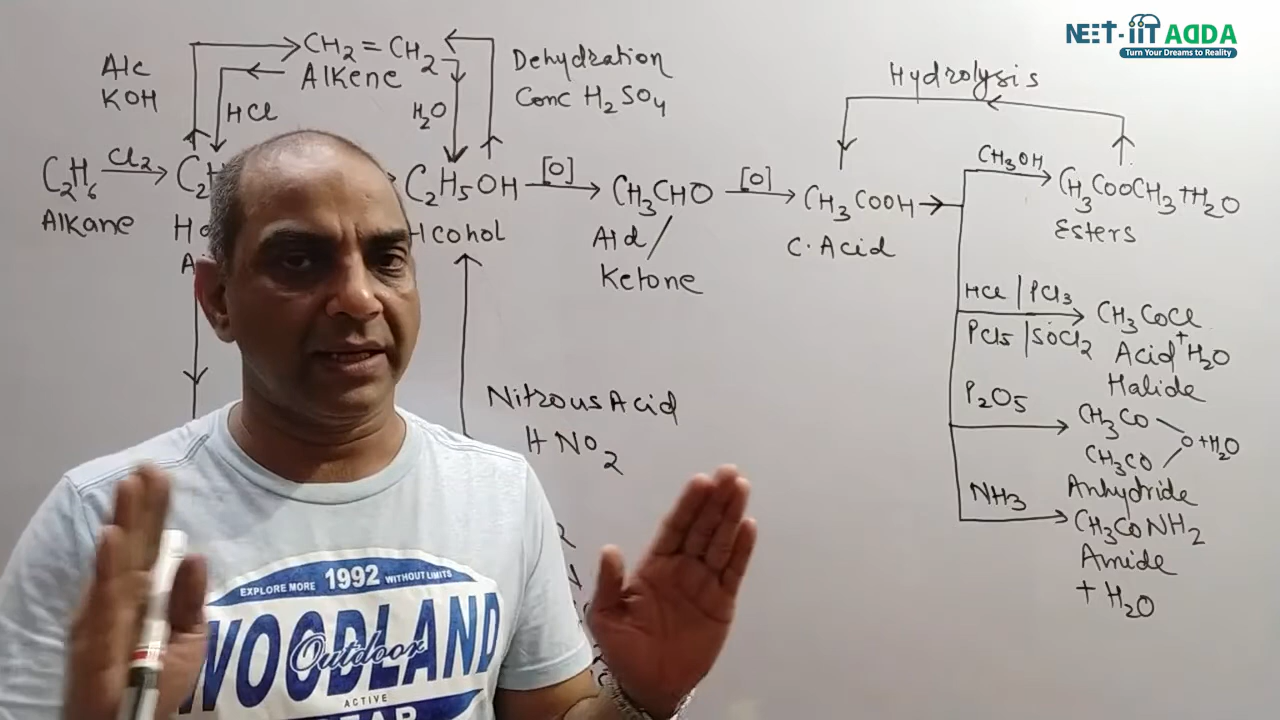 NEET-IIT ADDA
Turn Your Dreams to Reality
CH2 = CH2
Alkene
Alc
KOH
HCl
H2O
Dehydration
Conc H2SO4
C2H6
Alkane
Cl2
C2H5OH
[O]
CH3CHO
Ald/
Ketone
[O]
CH3COOH
C. Acid
Hydrolysis
CH3OH
CH3COOCH3+H2O
Esters
HCl | PCl3
PCl5 | SOCl2
CH3COCl
+
Acid H2O
Halide
P2O5
CH3CO
O +H2O
CH3CO
Anhydride
NH3
CH3CONH2
Amide
+ H2O
Nitrous Acid
HNO2
EXPLORE MORE 1992 WITHOUT LIMITS
WOODLAND
Outdoor
ACTIVE